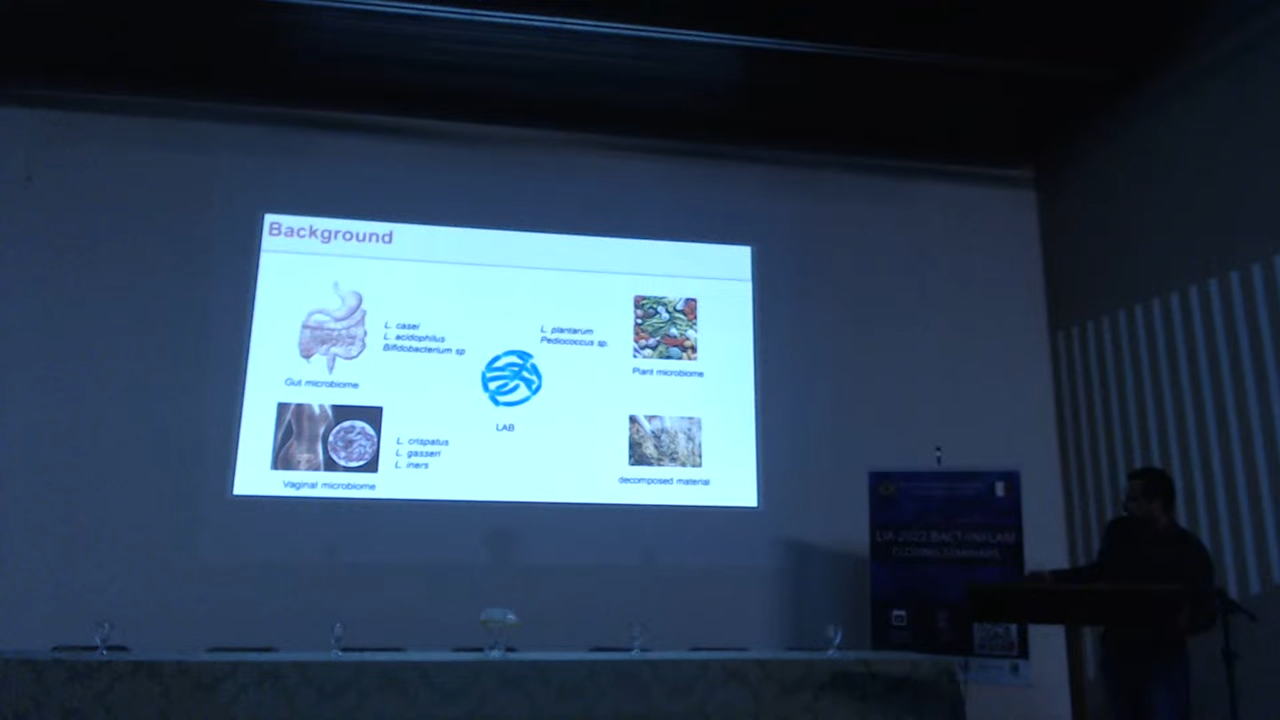 Background
L. casei
L. acidophilus
Bifidobacterium sp
Gut microbiome
L. plantarum
Pediococcus sp.
Plant microbiome
LAB
L. crispatus
L. gasseri
L. iners
Vaginal microbiome
decomposed material
LIA 2022 BACT-INFLAM
CLOSING SEMINARS